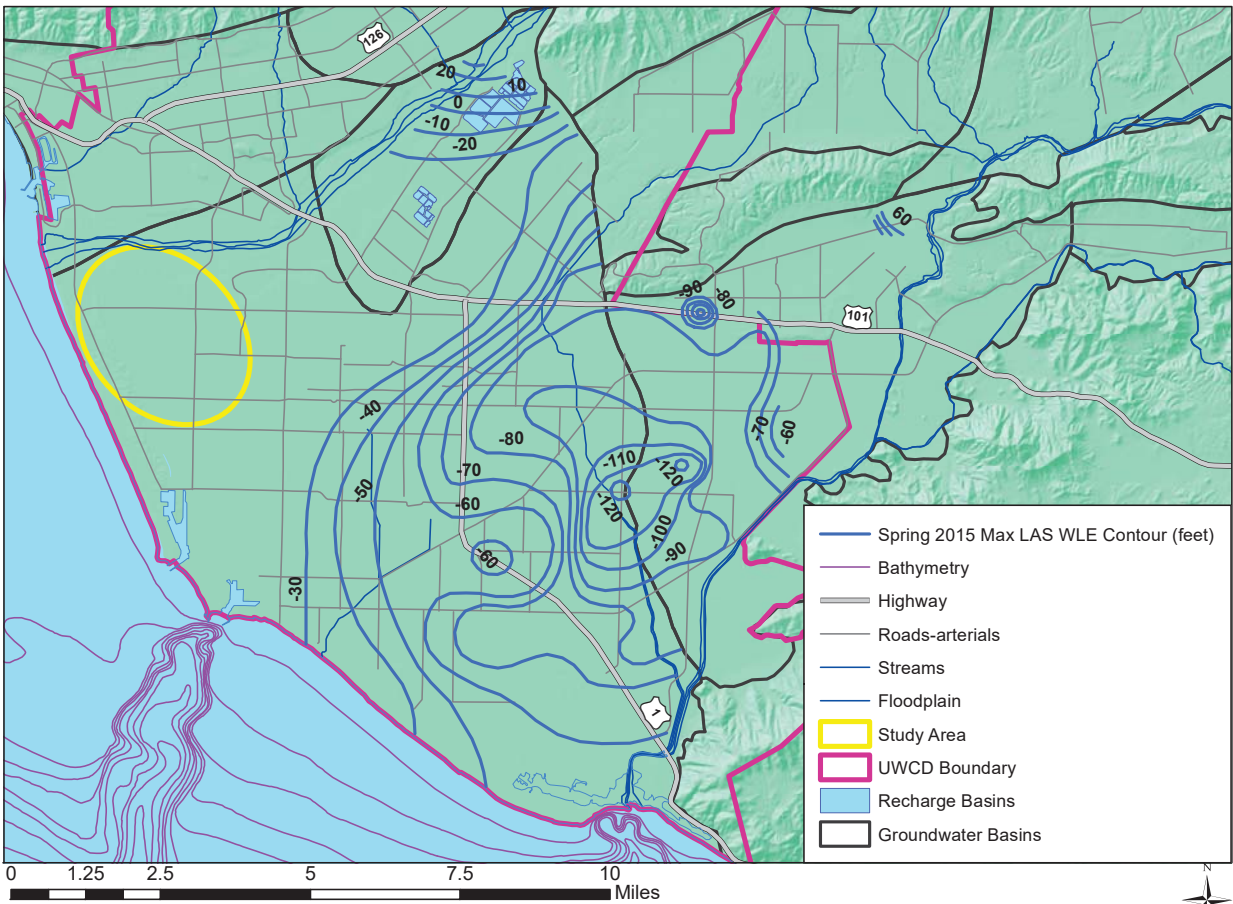 126
20
10
0
-10
-20
60
-90
-80
101
-40
-70
-60
-80
-110
-120
-70
-50
-60
-120
-100
-90
-60
-30
1
Spring 2015 Max LAS WLE Contour (feet)
Bathymetry
Highway
Roads-arterials
Streams
Floodplain
Study Area
UWCD Boundary
Recharge Basins
Groundwater Basins
0 1.25 2.5 5 7.5 10
Miles
N